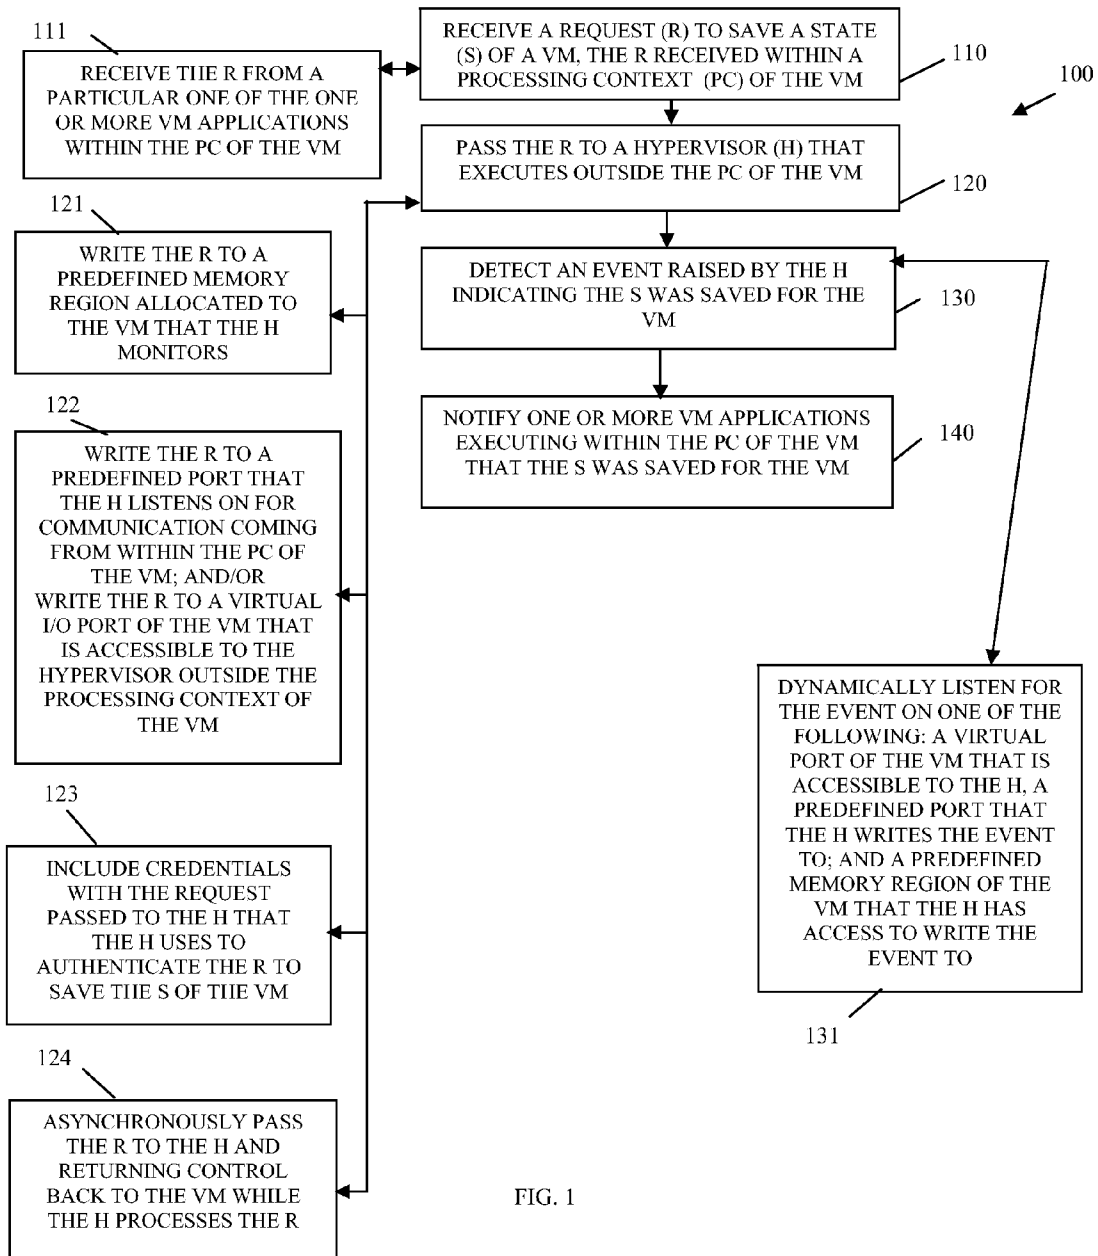 111
RECEIVE THE R FROM A
PARTICULAR ONE OF THE ONE
OR MORE VM APPLICATIONS
WITHIN THE PC OF THE VM
RECEIVE A REQUEST (R) TO SAVE A STATE
(S) OF A VM, THE R RECEIVED WITHIN A
PROCESSING CONTEXT (PC) OF THE VM
110
100
PASS THE R TO A HYPERVISOR (H) THAT
EXECUTES OUTSIDE THE PC OF THE VM
120
121
WRITE THE R TO A
PREDEFINED MEMORY
REGION ALLOCATED TO
THE VM THAT THE H
MONITORS
DETECT AN EVENT RAISED BY THE H
INDICATING THE S WAS SAVED FOR THE
VM
130
NOTIFY ONE OR MORE VM APPLICATIONS
EXECUTING WITHIN THE PC OF THE VM
THAT THE S WAS SAVED FOR THE VM
140
122
WRITE THE R TO A
PREDEFINED PORT THAT
THE H LISTENS ON FOR
COMMUNICATION COMING
FROM WITHIN THE PC OF
THE VM; AND/OR
WRITE THE R TO A VIRTUAL
I/O PORT OF THE VM THAT
IS ACCESSIBLE TO THE
HYPERVISOR OUTSIDE THE
PROCESSING CONTEXT OF
THE VM
DYNAMICALLY LISTEN FOR
THE EVENT ON ONE OF THE
FOLLOWING: A VIRTUAL
PORT OF THE VM THAT IS
ACCESSIBLE TO THE H, A
PREDEFINED PORT THAT
THE H WRITES THE EVENT
TO; AND A PREDEFINED
MEMORY REGION OF THE
VM THAT THE H HAS
ACCESS TO WRITE THE
EVENT TO
131
123
INCLUDE CREDENTIALS
WITH THE REQUEST
PASSED TO THE H THAT
THE H USES TO
AUTHENTICATE THE R TO
SAVE THE S OF THE VM
124
ASYNCHRONOUSLY PASS
THE R TO THE H AND
RETURNING CONTROL
BACK TO THE VM WHILE
THE H PROCESSES THE R
FIG. 1